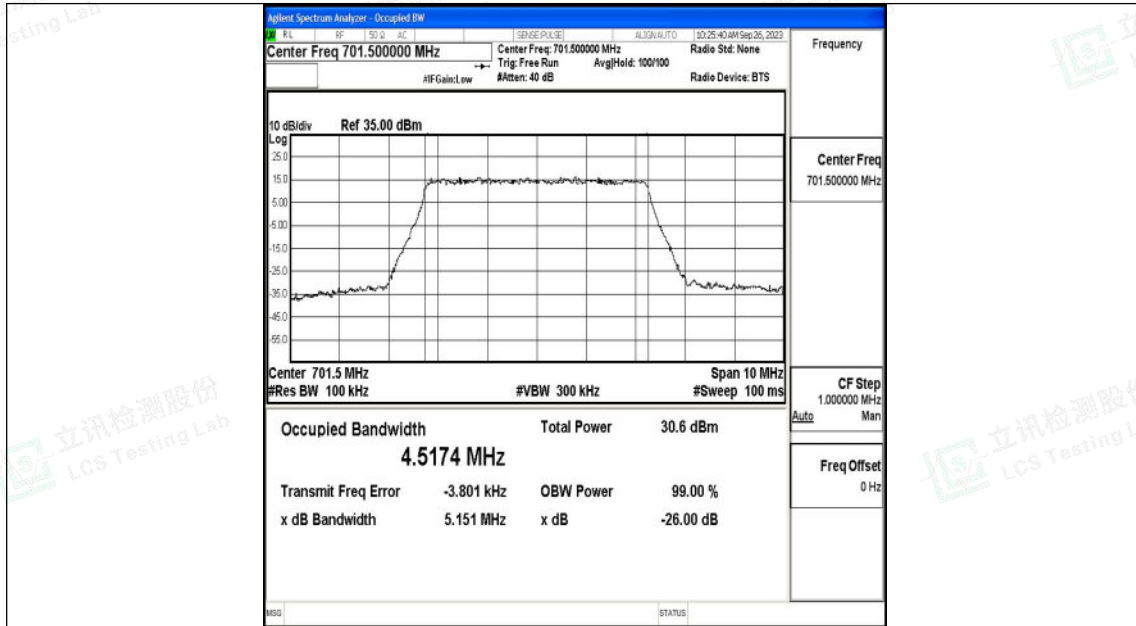 Agilent Spectrum Analyzer - Occupied BW
RL RF 50 Ω AC SENSE:PULSE ALIGNAUTO 10:25:40 AM Sep 26, 2023
Center Freq 701.500000 MHz
Center Freq: 701.500000 MHz
Radio Std: None
Trig: Free Run Avg|Hold: 100/100
#IFGain:Low
#Atten: 40 dB
Radio Device: BTS
Frequency
10 dB/div Ref 35.00 dBm
Log
25.0
15.0
5.00
-5.00
-15.0
-25.0
-35.0
-45.0
-55.0
Center Freq
701.500000 MHz
Center 701.5 MHz Span 10 MHz
#Res BW 100 kHz #VBW 300 kHz #Sweep 100 ms
CF Step
1.000000 MHz
Auto Man
Occupied Bandwidth Total Power 30.6 dBm
4.5174 MHz
Freq Offset
0 Hz
Transmit Freq Error -3.801 kHz OBW Power 99.00 %
x dB Bandwidth 5.151 MHz x dB -26.00 dB
MSG STATUS
立讯检测股份
LCS Testing Lab
立讯检测股份
LCS Testing L
sting Lab
立
LC